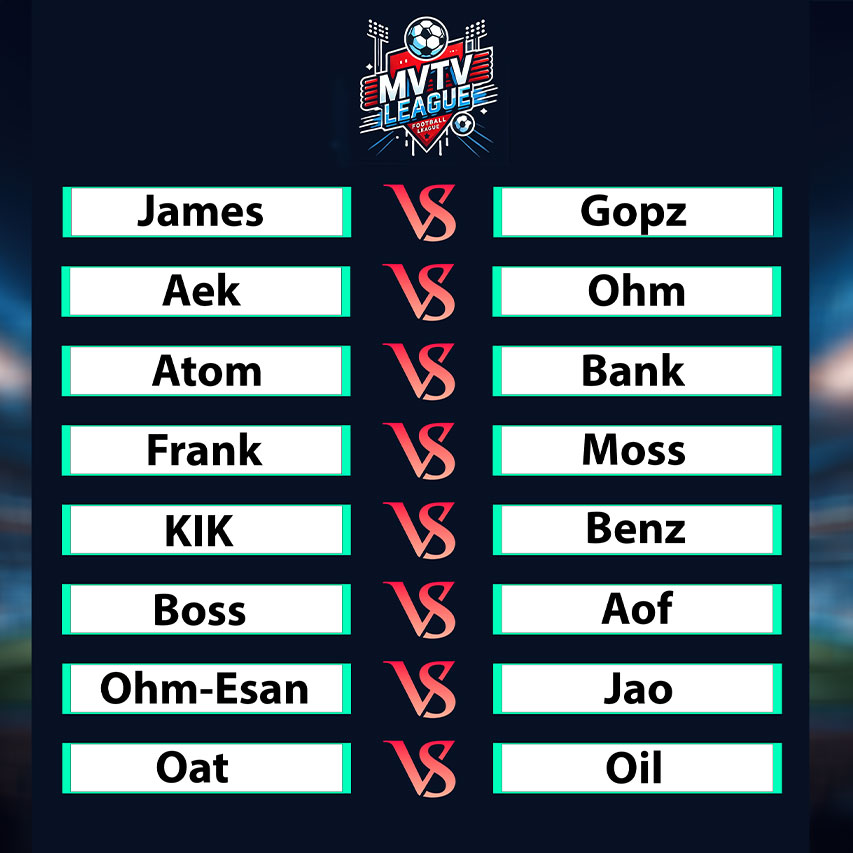 MVTV
LEAGUE
FOOTBALL
LEAGUE
James VS Gopz
Aek VS Ohm
Atom VS Bank
Frank VS Moss
KIK VS Benz
Boss VS Aof
Ohm-Esan VS Jao
Oat VS Oil